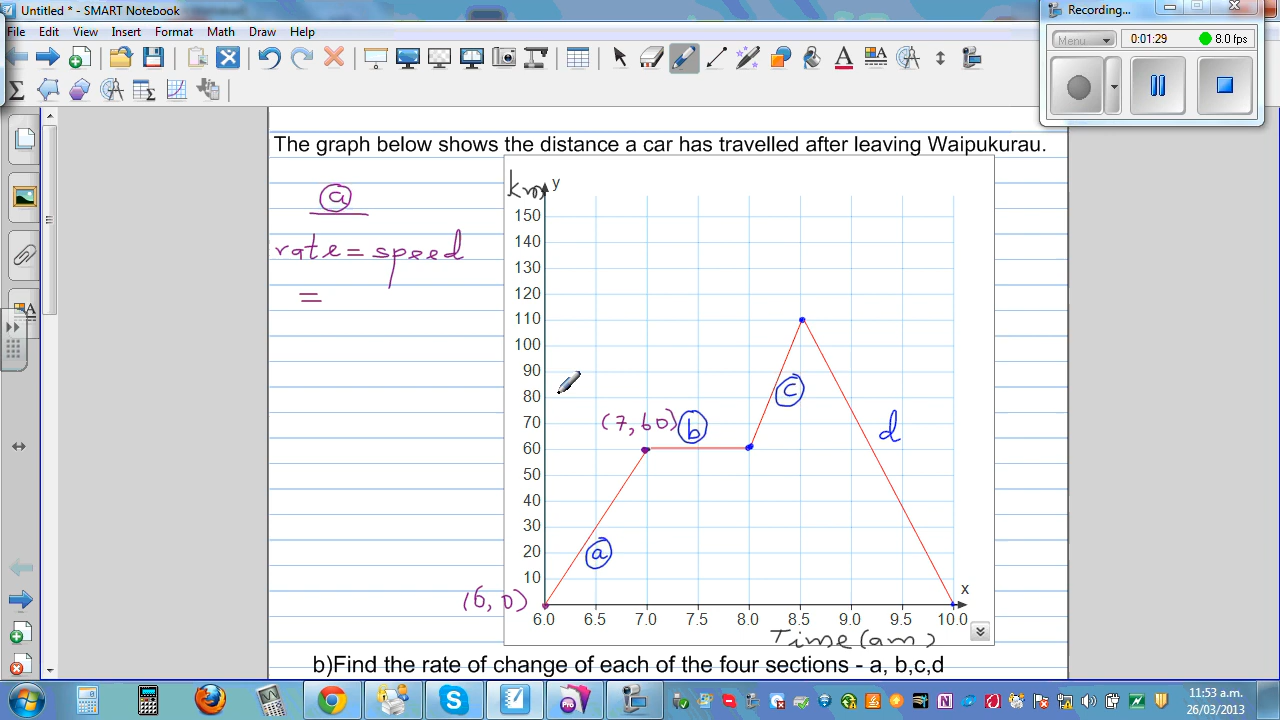 Untitled * - SMART Notebook
File Edit View Insert Format Math Draw Help
Recording...
Menu
0:01:29
8.0 fps
The graph below shows the distance a car has travelled after leaving Waipukurau.
a
rate = speed
=
km
y
150
140
130
120
110
100
90
80
70
60
50
40
30
20
10
(7,60)
b
c
d
a
(6,0)
x
6.0 6.5 7.0 7.5 8.0 8.5 9.0 9.5 10.0
Time (am)
b)Find the rate of change of each of the four sections - a, b,c,d
11:53 a.m.
26/03/2013